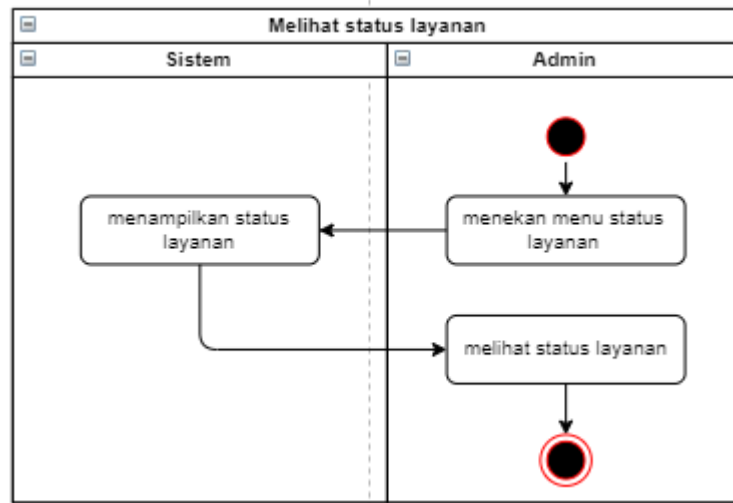 Melihat status layanan
Sistem
Admin
menampilkan status
layanan
menekan menu status
layanan
melihat status layanan